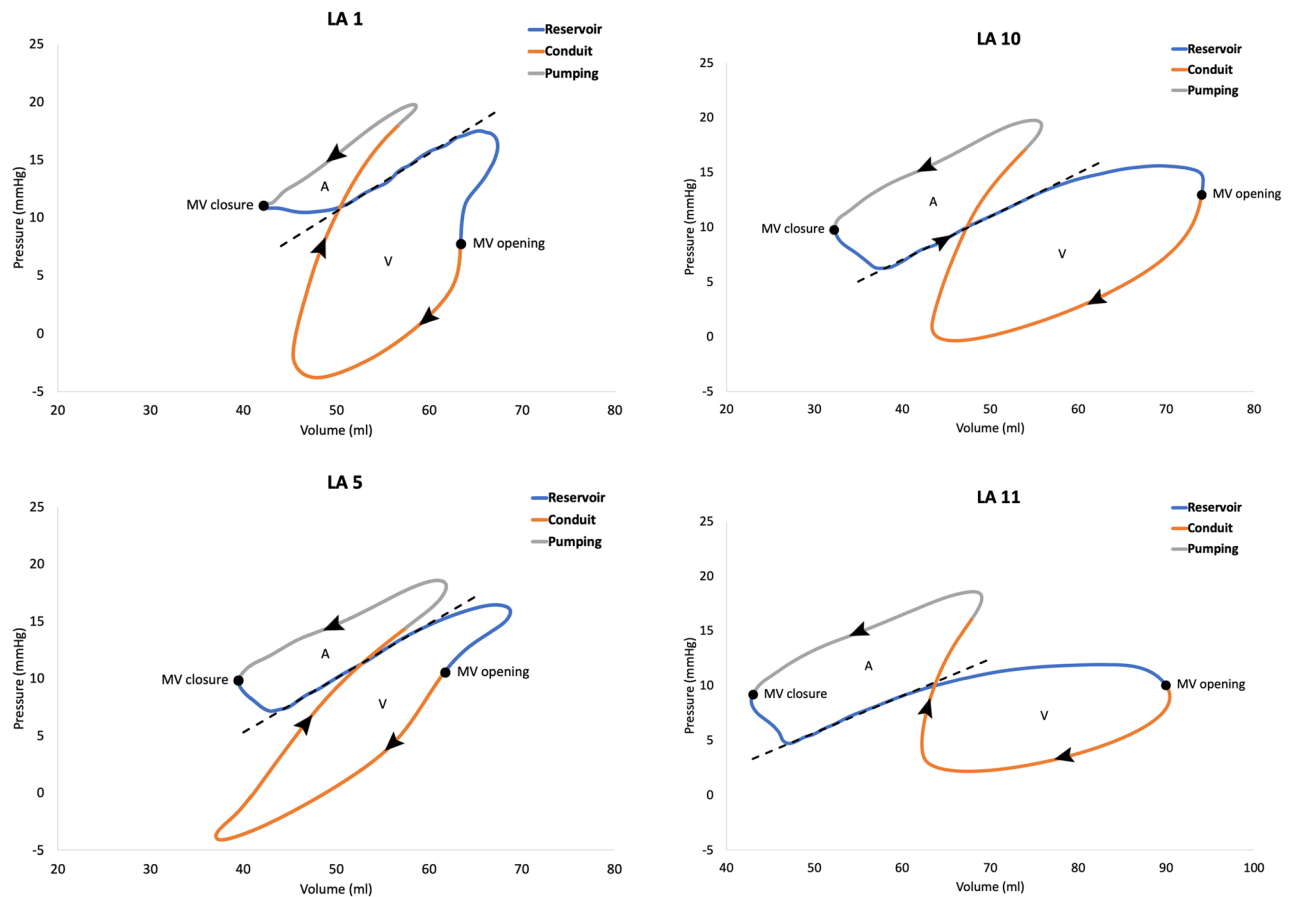 LA 1
Reservoir
Conduit
Pumping
25
20
15
10
5
0
-5
Pressure (mmHg)
MV closure
A
V
MV opening
20 30 40 50 60 70 80
Volume (ml)
LA 10
Reservoir
Conduit
Pumping
25
20
15
10
5
0
-5
Pressure (mmHg)
MV closure
A
V
MV opening
20 30 40 50 60 70 80
Volume (ml)
LA 5
Reservoir
Conduit
Pumping
25
20
15
10
5
0
-5
Pressure (mmHg)
MV closure
A
V
MV opening
20 30 40 50 60 70 80
Volume (ml)
LA 11
Reservoir
Conduit
Pumping
25
20
15
10
5
0
-5
Pressure (mmHg)
MV closure
A
V
MV opening
40 50 60 70 80 90 100
Volume (ml)